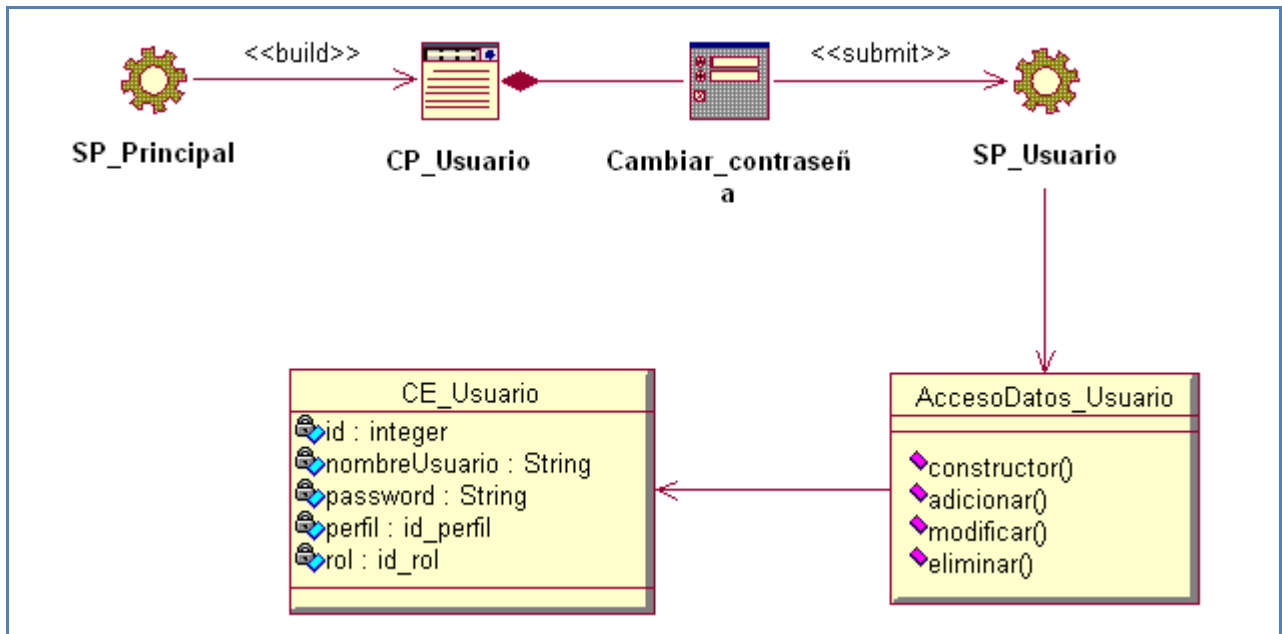 <<build>>
<<submit>>
SP_Principal
CP_Usuario
Cambiar_contraseñ
a
SP_Usuario
CE_Usuario
id : integer
nombreUsuario : String
password : String
perfil : id_perfil
rol : id_rol
AccesoDatos_Usuario
constructor()
adicionar()
modificar()
eliminar()